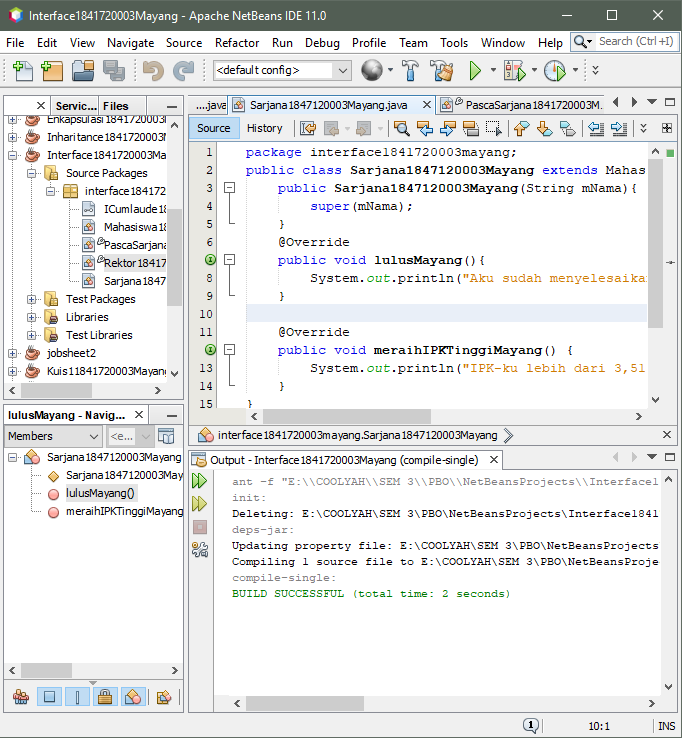 Interface1841720003Mayang - Apache NetBeans IDE 11.0
File Edit View Navigate Source Refactor Run Debug Profile Team Tools Window Help Search (Ctrl+I)
<default config>
Servic... Files
Enkapsulasi1841720003
Inharitance1841720003
Interface1841720003Ma
Source Packages
interface184172
ICumlaude18
Mahasiswa18
PascaSarjana
Rektor1841
Sarjana1847
Test Packages
Libraries
Test Libraries
jobsheet2
Kuis11841720003Mayang
....java Sarjana1847120003Mayang.java PascaSarjana1841720003M...
Source History
1 package interface1841720003mayang;
2 public class Sarjana1847120003Mayang extends Mahas
3 public Sarjana1847120003Mayang(String mNama){
4 super(mNama);
5 }
6 @Override
7 public void lulusMayang(){
8 System.out.println("Aku sudah menyelesaikan
9 }
10
11 @Override
12 public void meraihIPKTinggiMayang() {
13 System.out.println("IPK-ku lebih dari 3,51
14 }
15 }
interface1841720003mayang.Sarjana1847120003Mayang
lulusMayang - Navig...
Members <e...
Sarjana1847120003Mayang
Sarjana1847120003May
lulusMayang()
meraihIPKTinggiMayang
Output - Interface1841720003Mayang (compile-single)
ant -f "E:\\COOLYAH\\SEM 3\\PBO\\NetBeansProjects\\Interface1
init:
Deleting: E:\COOLYAH\SEM 3\PBO\NetBeansProjects\Interface1841
deps-jar:
Updating property file: E:\COOLYAH\SEM 3\PBO\NetBeansProjects
Compiling 1 source file to E:\COOLYAH\SEM 3\PBO\NetBeansProje
compile-single:
BUILD SUCCESSFUL (total time: 2 seconds)
1 10:1 INS